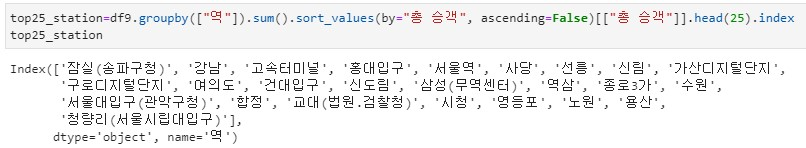 top25_station=df9.groupby(["역"]).sum().sort_values(by="총 승객", ascending=False)[["총 승객"]].head(25).index
top25_station
Index(['잠실(송파구청)', '강남', '고속터미널', '홍대입구', '서울역', '사당', '선릉', '신림', '가산디지털단지',
'구로디지털단지', '여의도', '건대입구', '신도림', '삼성(무역센터)', '역삼', '종로3가', '수원',
'서울대입구(관악구청)', '합정', '교대(법원.검찰청)', '시청', '영등포', '노원', '용산',
'청량리(서울시립대입구)'],
dtype='object', name='역')